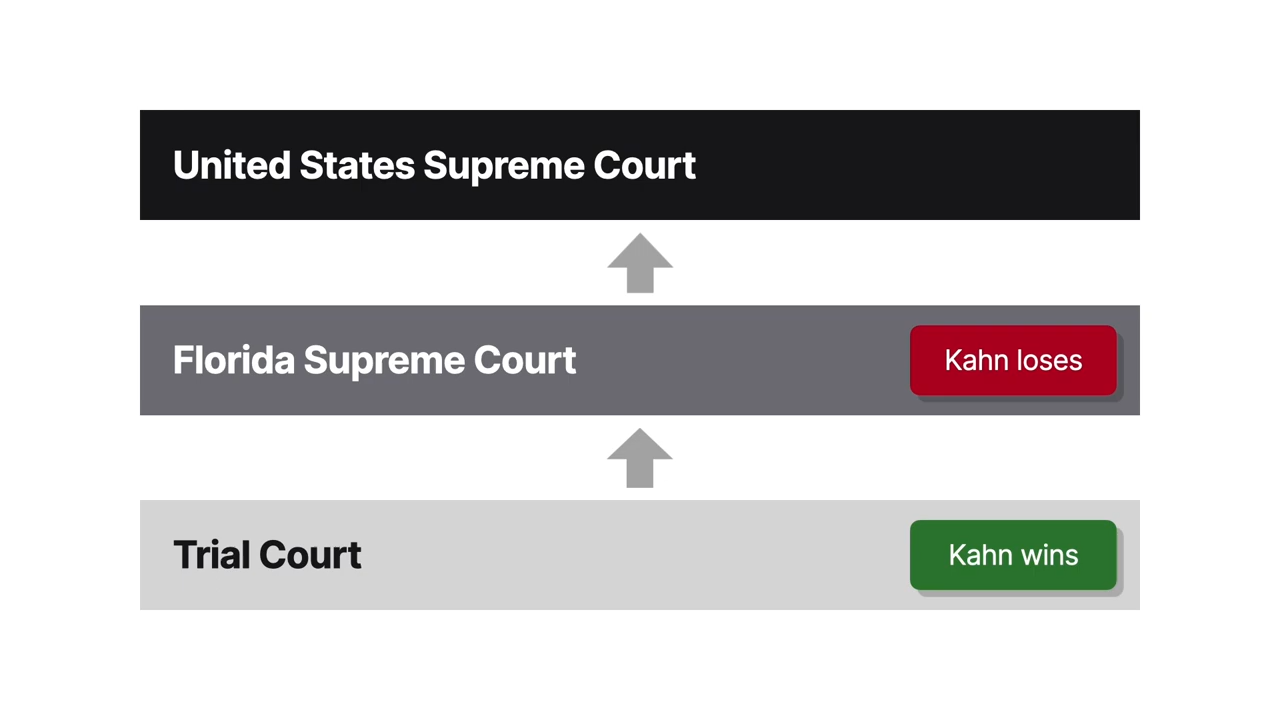 United States Supreme Court
Florida Supreme Court
Kahn loses
Trial Court
Kahn wins